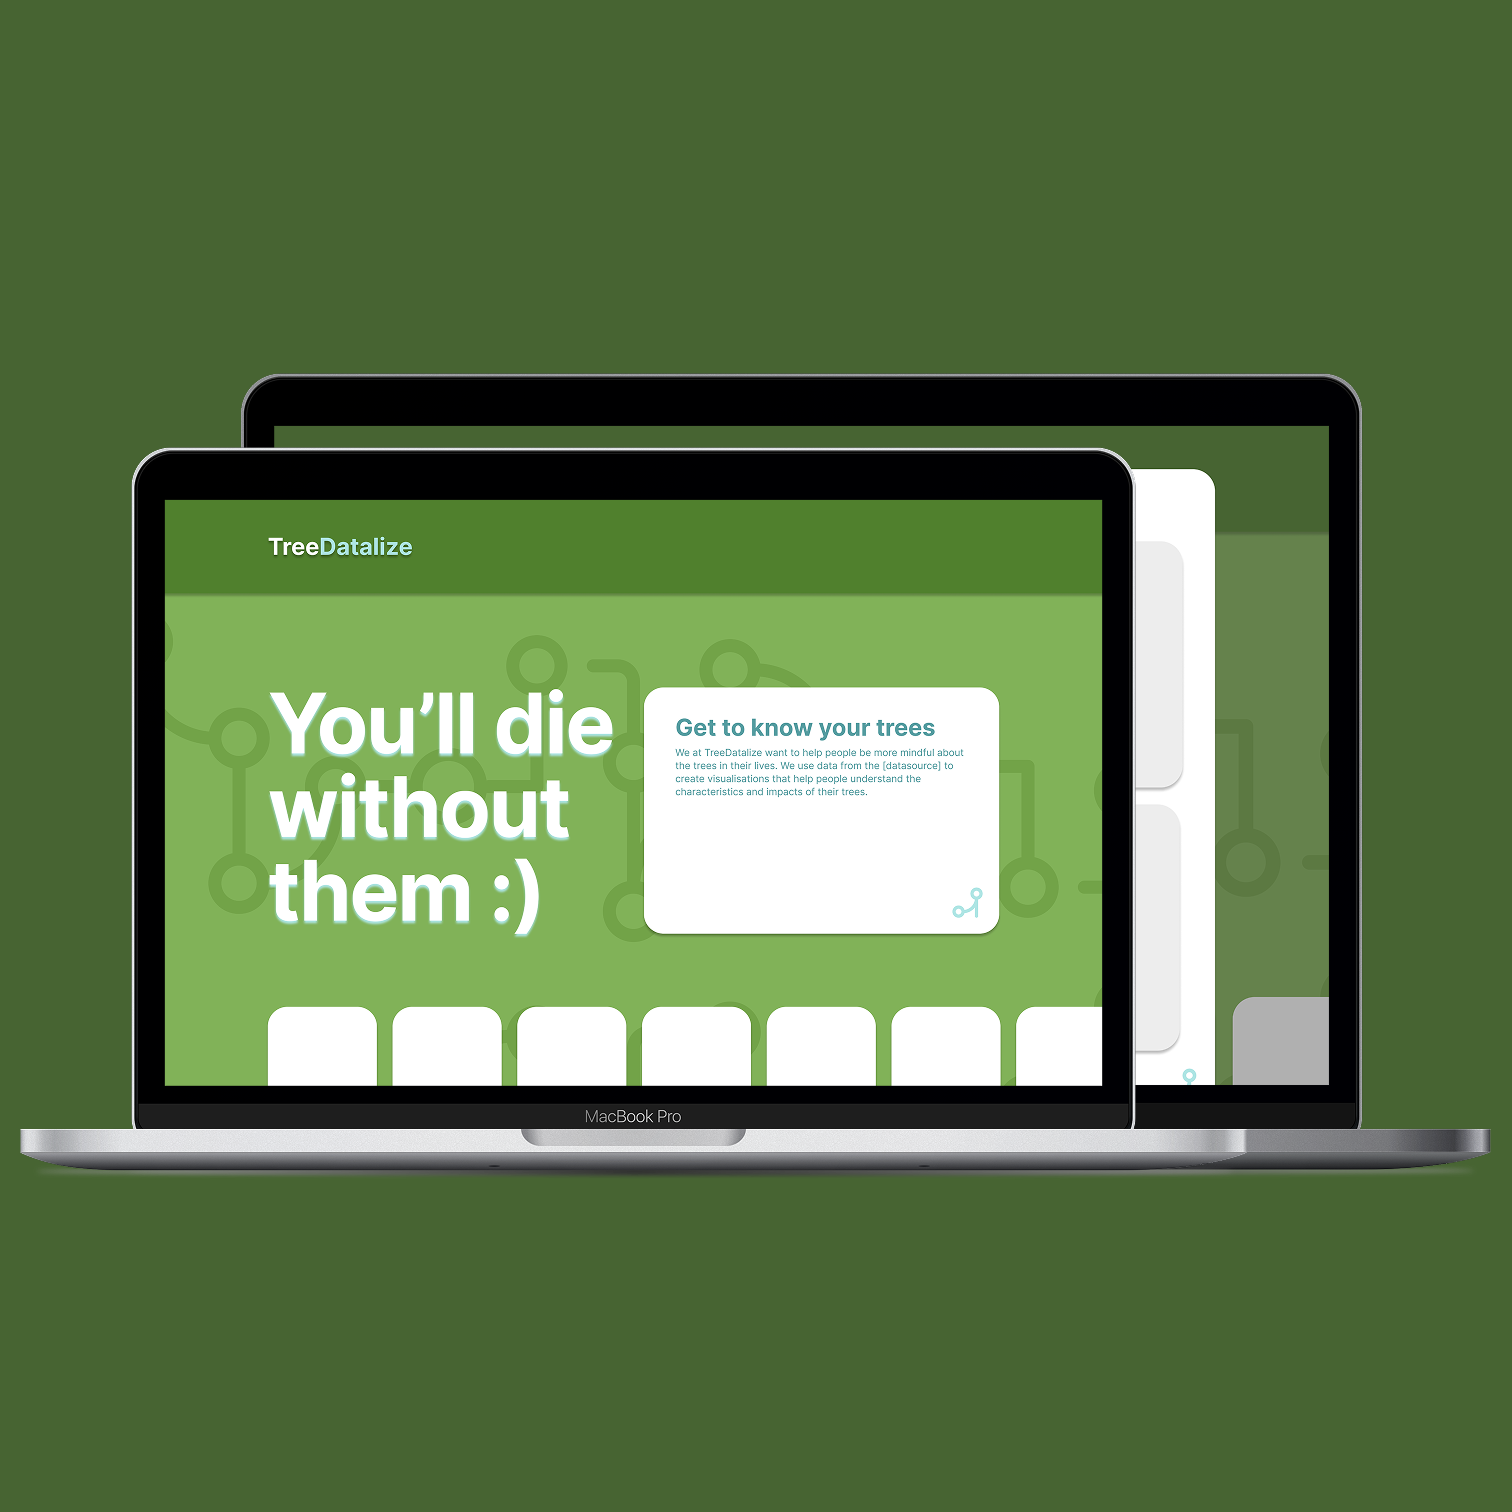 TreeDatalize
You’ll die
without
them :)
Get to know your trees
We at TreeDatalize want to help people be more mindful about
the trees in their lives. We use data from the [datasource] to
create visualisations that help people understand the
characteristics and impacts of their trees.
MacBook Pro